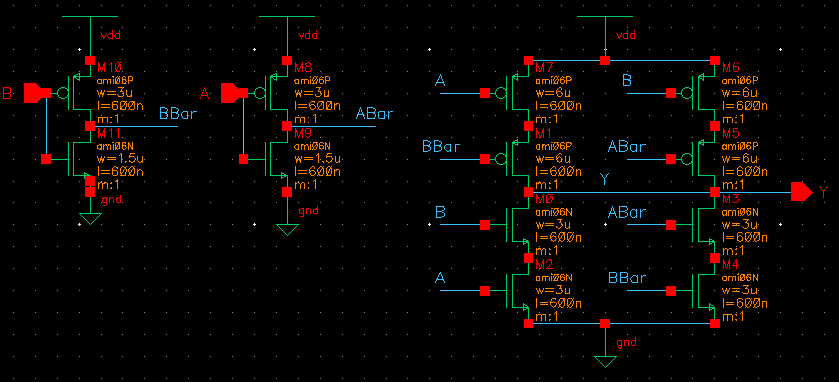 vdd
M10
ami06P
w=3u
l=600n
m:1
B
BBar
M11
ami06N
w=1.5u
l=600n
m:1
gnd
vdd
M8
ami06P
w=3u
l=600n
m:1
A
ABar
M9
ami06N
w=1.5u
l=600n
m:1
gnd
vdd
A
M7
ami06P
w=6u
l=600n
m:1
B
M6
ami06P
w=6u
l=600n
m:1
BBar
M1
ami06P
w=6u
l=600n
m:1
ABar
M5
ami06P
w=6u
l=600n
m:1
Y
Y
B
M0
ami06N
w=3u
l=600n
m:1
ABar
M3
ami06N
w=3u
l=600n
m:1
A
M2
ami06N
w=3u
l=600n
m:1
BBar
M4
ami06N
w=3u
l=600n
m:1
gnd